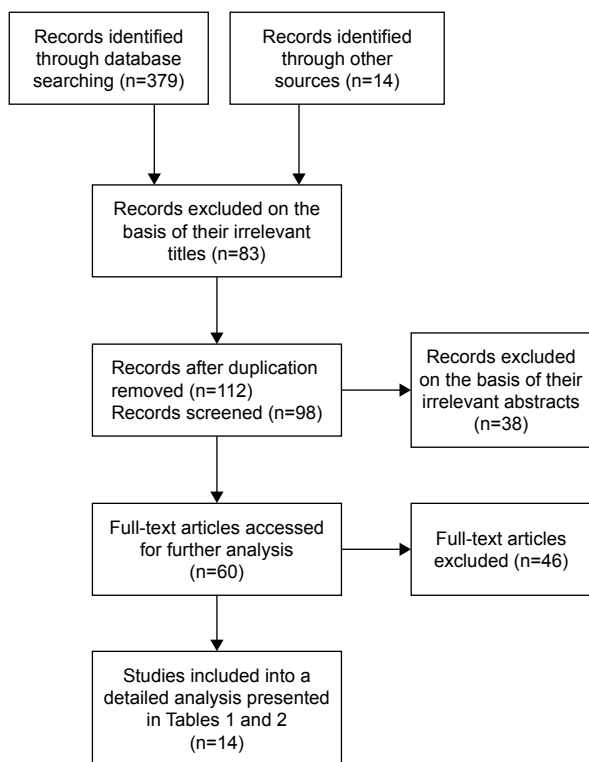 Records identified
through database
searching (n=379)
Records identified
through other
sources (n=14)
Records excluded on the
basis of their irrelevant
titles (n=83)
Records after duplication
removed (n=112)
Records screened (n=98)
Records excluded
on the basis of their
irrelevant abstracts
(n=38)
Full-text articles accessed
for further analysis
(n=60)
Full-text articles
excluded (n=46)
Studies included into a
detailed analysis presented
in Tables 1 and 2
(n=14)